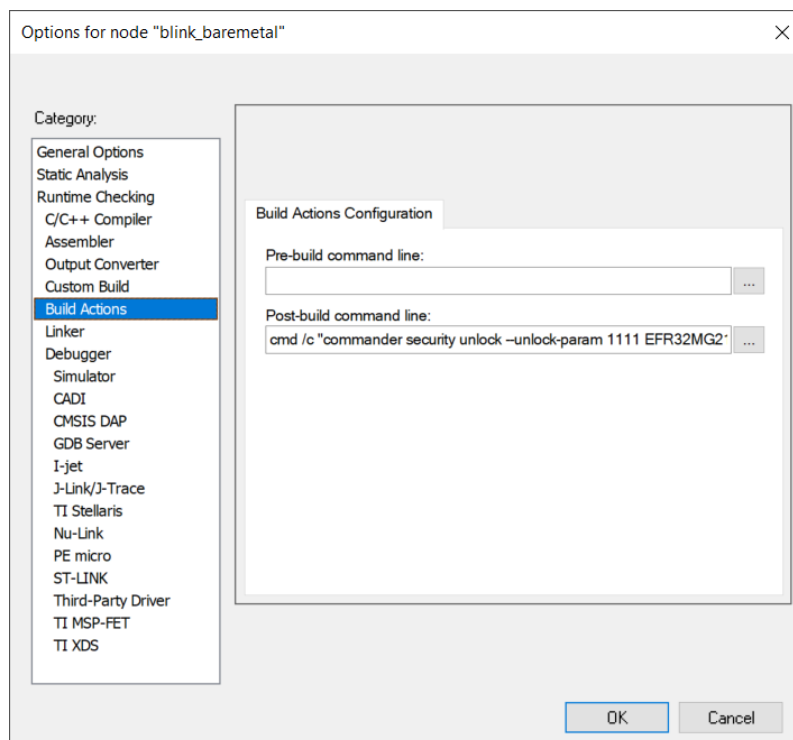 Options for node "blink_baremetal"
Category:
General Options
Static Analysis
Runtime Checking
C/C++ Compiler
Assembler
Output Converter
Custom Build
Build Actions
Linker
Debugger
Simulator
CADI
CMSIS DAP
GDB Server
I-jet
J-Link/J-Trace
TI Stellaris
Nu-Link
PE micro
ST-LINK
Third-Party Driver
TI MSP-FET
TI XDS
Build Actions Configuration
Pre-build command line:
...
Post-build command line:
cmd /c "commander security unlock –unlock-param 1111 EFR32MG21 ...
OK Cancel